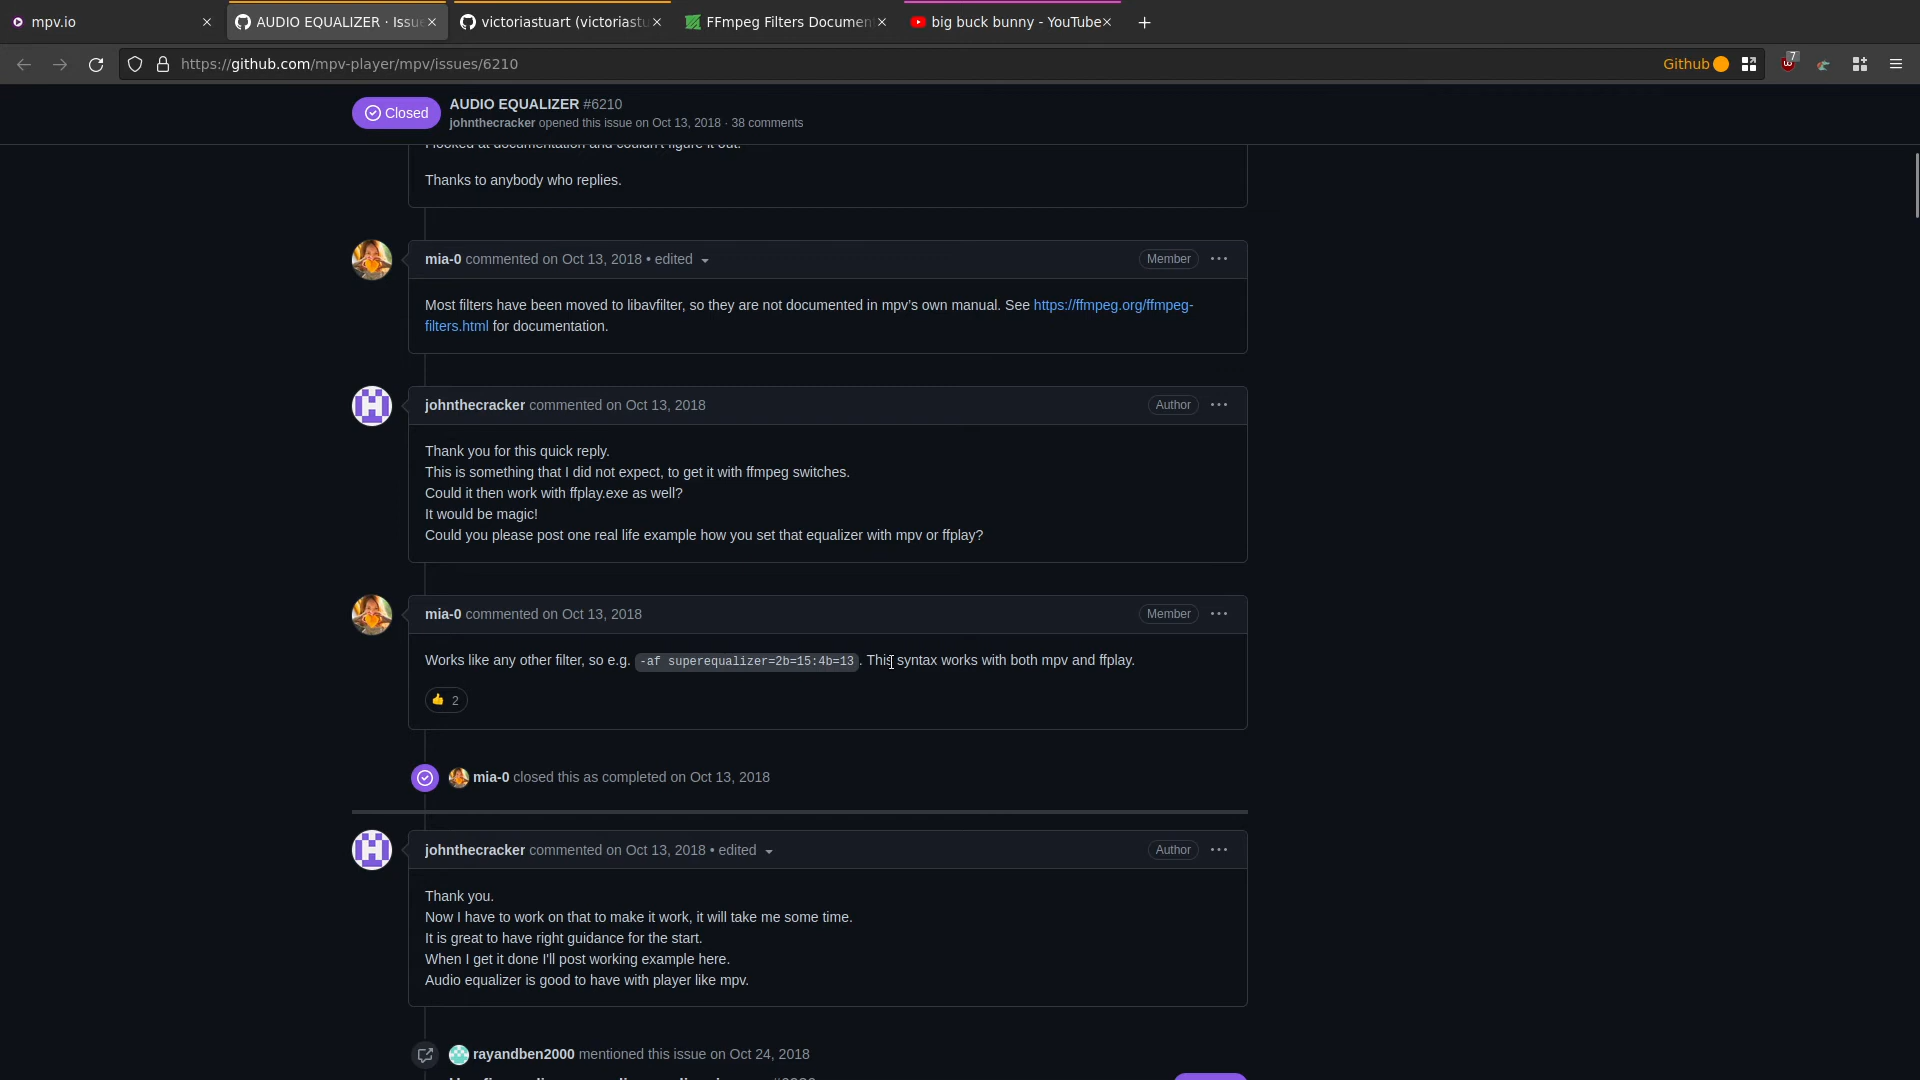 mpv.io
AUDIO EQUALIZER · Issu
victoriastuart (victoriastu
FFmpeg Filters Documen
big buck bunny - YouTube
https://github.com/mpv-player/mpv/issues/6210
Github
7
Closed
AUDIO EQUALIZER #6210
johnthecracker opened this issue on Oct 13, 2018 · 38 comments
I looked at documentation and couldn't figure it out.
Thanks to anybody who replies.
mia-0 commented on Oct 13, 2018 • edited
Member
Most filters have been moved to libavfilter, so they are not documented in mpv's own manual. See https://ffmpeg.org/ffmpeg-
filters.html for documentation.
johnthecracker commented on Oct 13, 2018
Author
Thank you for this quick reply.
This is something that I did not expect, to get it with ffmpeg switches.
Could it then work with ffplay.exe as well?
It would be magic!
Could you please post one real life example how you set that equalizer with mpv or ffplay?
mia-0 commented on Oct 13, 2018
Member
Works like any other filter, so e.g. -af superequalizer=2b=15:4b=13. This syntax works with both mpv and ffplay.
👍 2
mia-0 closed this as completed on Oct 13, 2018
johnthecracker commented on Oct 13, 2018 • edited
Author
Thank you.
Now I have to work on that to make it work, it will take me some time.
It is great to have right guidance for the start.
When I get it done I'll post working example here.
Audio equalizer is good to have with player like mpv.
rayandben2000 mentioned this issue on Oct 24, 2018